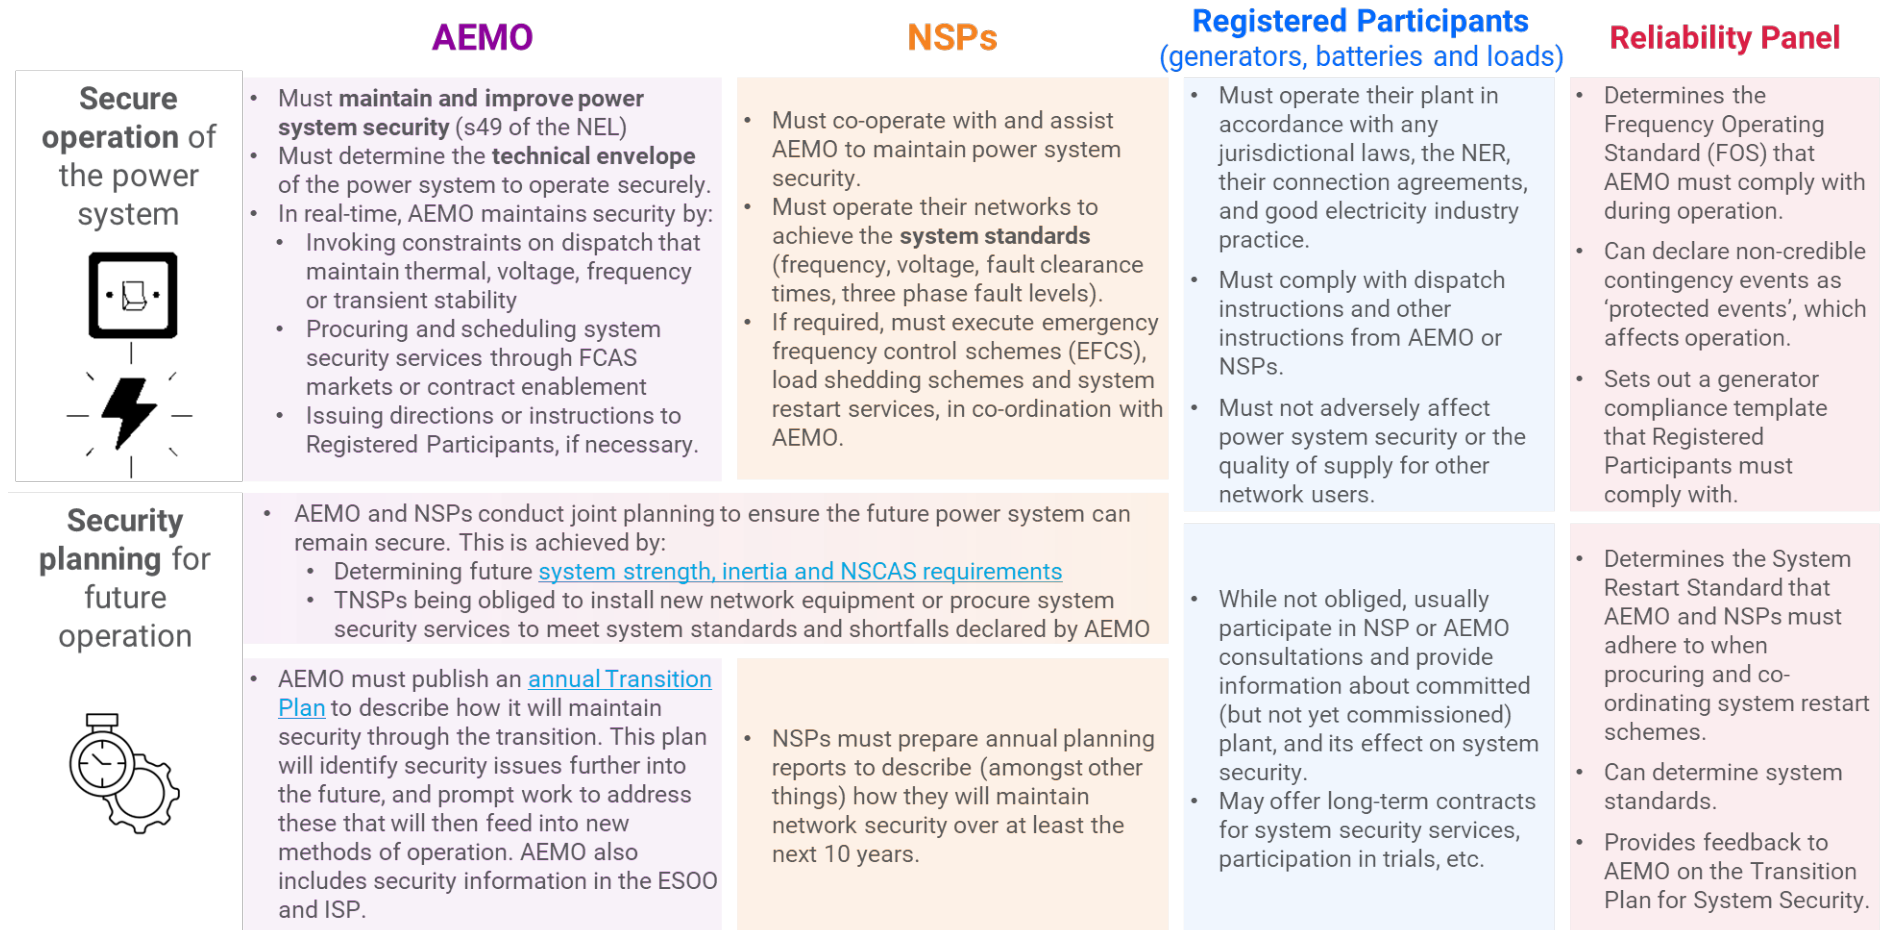 AEMO
NSPs
Registered Participants
(generators, batteries and loads)
Reliability Panel
Secure
operation of
the power
system
• Must maintain and improve power
system security (s49 of the NEL)
• Must determine the technical envelope
of the power system to operate securely.
• In real-time, AEMO maintains security by:
• Invoking constraints on dispatch that
maintain thermal, voltage, frequency
or transient stability
• Procuring and scheduling system
security services through FCAS
markets or contract enablement
• Issuing directions or instructions to
Registered Participants, if necessary.
• Must co-operate with and assist
AEMO to maintain power system
security.
• Must operate their networks to
achieve the system standards
(frequency, voltage, fault clearance
times, three phase fault levels).
• If required, must execute emergency
frequency control schemes (EFCS),
load shedding schemes and system
restart services, in co-ordination with
AEMO.
• Must operate their plant in
accordance with any
jurisdictional laws, the NER,
their connection agreements,
and good electricity industry
practice.
• Must comply with dispatch
instructions and other
instructions from AEMO or
NSPs.
• Must not adversely affect
power system security or the
quality of supply for other
network users.
• Determines the
Frequency Operating
Standard (FOS) that
AEMO must comply with
during operation.
• Can declare non-credible
contingency events as
‘protected events’, which
affects operation.
• Sets out a generator
compliance template
that Registered
Participants must
comply with.
Security
planning for
future
operation
• AEMO and NSPs conduct joint planning to ensure the future power system can
remain secure. This is achieved by:
• Determining future system strength, inertia and NSCAS requirements
• TNSPs being obliged to install new network equipment or procure system
security services to meet system standards and shortfalls declared by AEMO
• AEMO must publish an annual Transition
Plan to describe how it will maintain
security through the transition. This plan
will identify security issues further into
the future, and prompt work to address
these that will then feed into new
methods of operation. AEMO also
includes security information in the ESOO
and ISP.
• NSPs must prepare annual planning
reports to describe (amongst other
things) how they will maintain
network security over at least the
next 10 years.
• While not obliged, usually
participate in NSP or AEMO
consultations and provide
information about committed
(but not yet commissioned)
plant, and its effect on system
security.
• May offer long-term contracts
for system security services,
participation in trials, etc.
• Determines the System
Restart Standard that
AEMO and NSPs must
adhere to when
procuring and co-
ordinating system restart
schemes.
• Can determine system
standards.
• Provides feedback to
AEMO on the Transition
Plan for System Security.